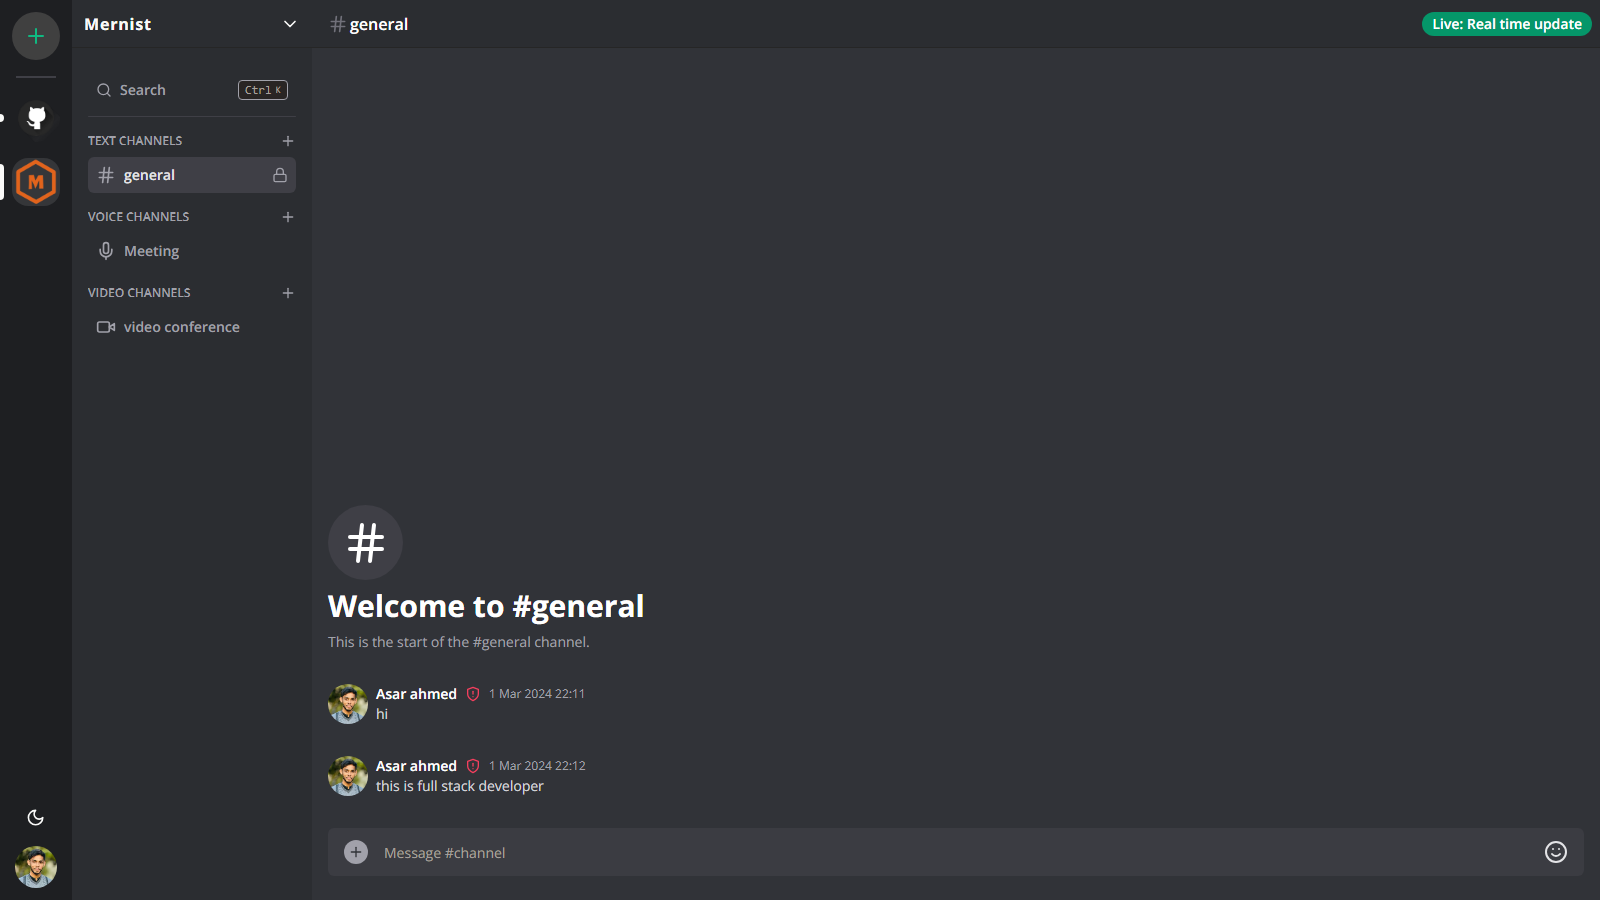 Mernist
# general
Live: Real time update
Search
Ctrl K
TEXT CHANNELS
# general
VOICE CHANNELS
Meeting
VIDEO CHANNELS
video conference
M
#
Welcome to #general
This is the start of the #general channel.
Asar ahmed 1 Mar 2024 22:11
hi
Asar ahmed 1 Mar 2024 22:12
this is full stack developer
Message #channel